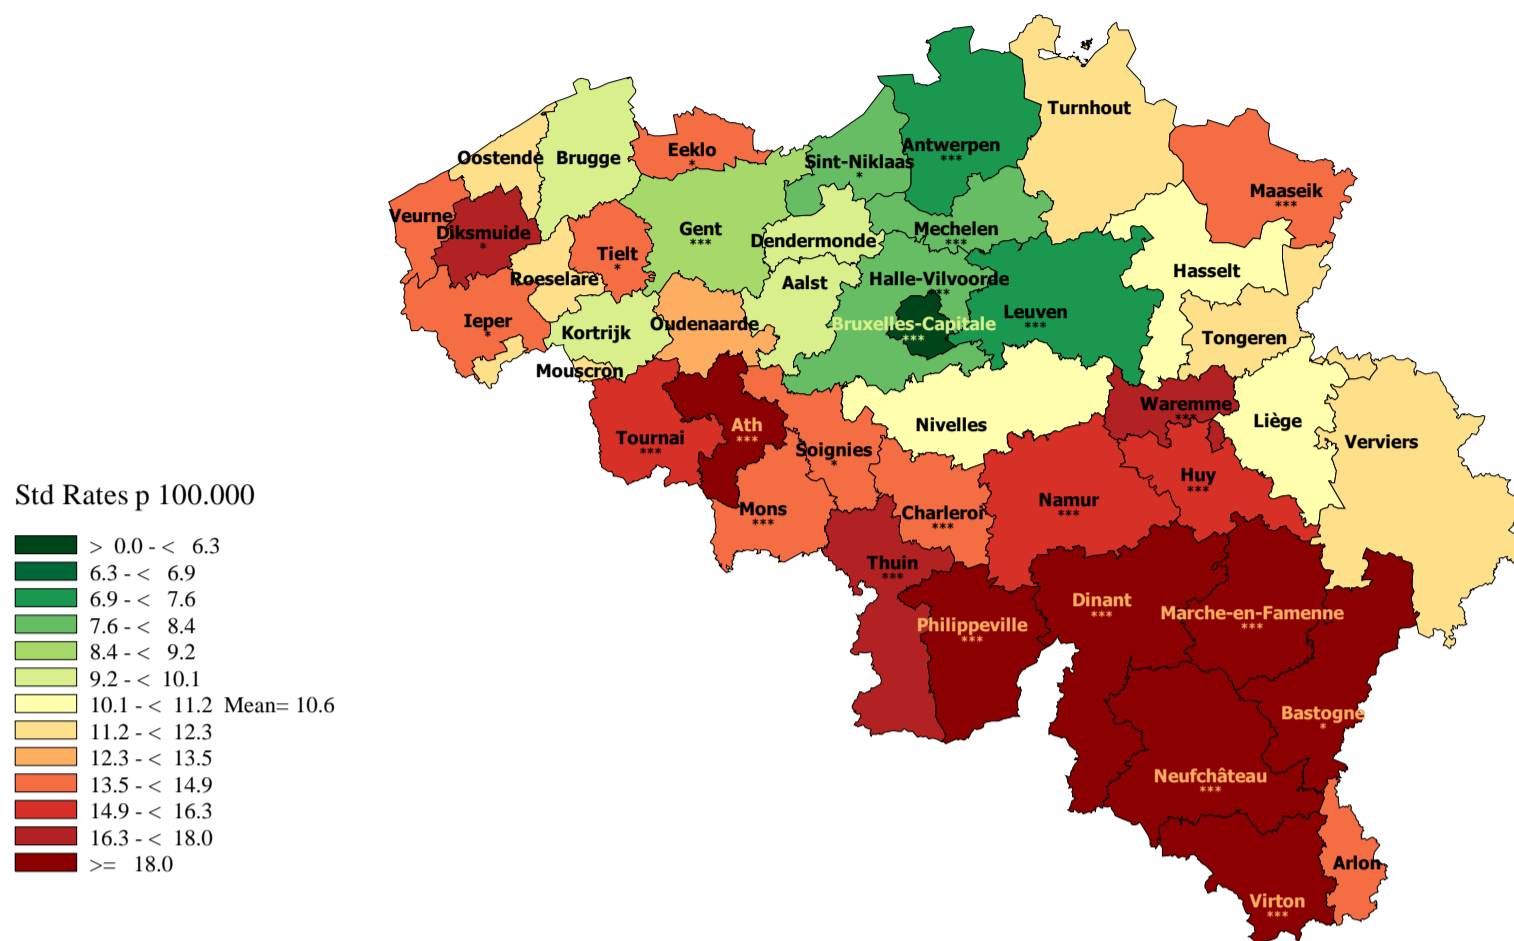 Turnhout
Antwerpen
***
Oostende
Brugge
Eeklo
*
Sint-Niklaas
*
Maaseik
***
Veurne
Diksmuide
*
Gent
***
Dendermonde
Mechelen
***
Tielt
*
Roeselare
Aalst
Halle-Vilvoorde
***
Hasselt
Ieper
*
Kortrijk
Oudenaarde
Bruxelles-Capitale
***
Leuven
***
Tongeren
Mouscron
Waremme
***
Ath
***
Nivelles
Liège
Tournai
***
Soignies
*
Verviers
Huy
***
Std Rates p 100.000
Mons
***
Charleroi
***
Namur
***
> 0.0 - < 6.3
6.3 - < 6.9
6.9 - < 7.6
7.6 - < 8.4
8.4 - < 9.2
9.2 - < 10.1
10.1 - < 11.2 Mean= 10.6
11.2 - < 12.3
12.3 - < 13.5
13.5 - < 14.9
14.9 - < 16.3
16.3 - < 18.0
>= 18.0
Thuin
***
Dinant
***
Marche-en-Famenne
***
Philippeville
***
Bastogne
*
Neufchâteau
***
Arlon
Virton
***